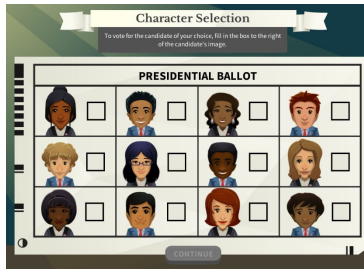 Character Selection
To vote for the candidate of your choice, fill in the box to the right
of the candidate's image.
PRESIDENTIAL BALLOT
CONTINUE